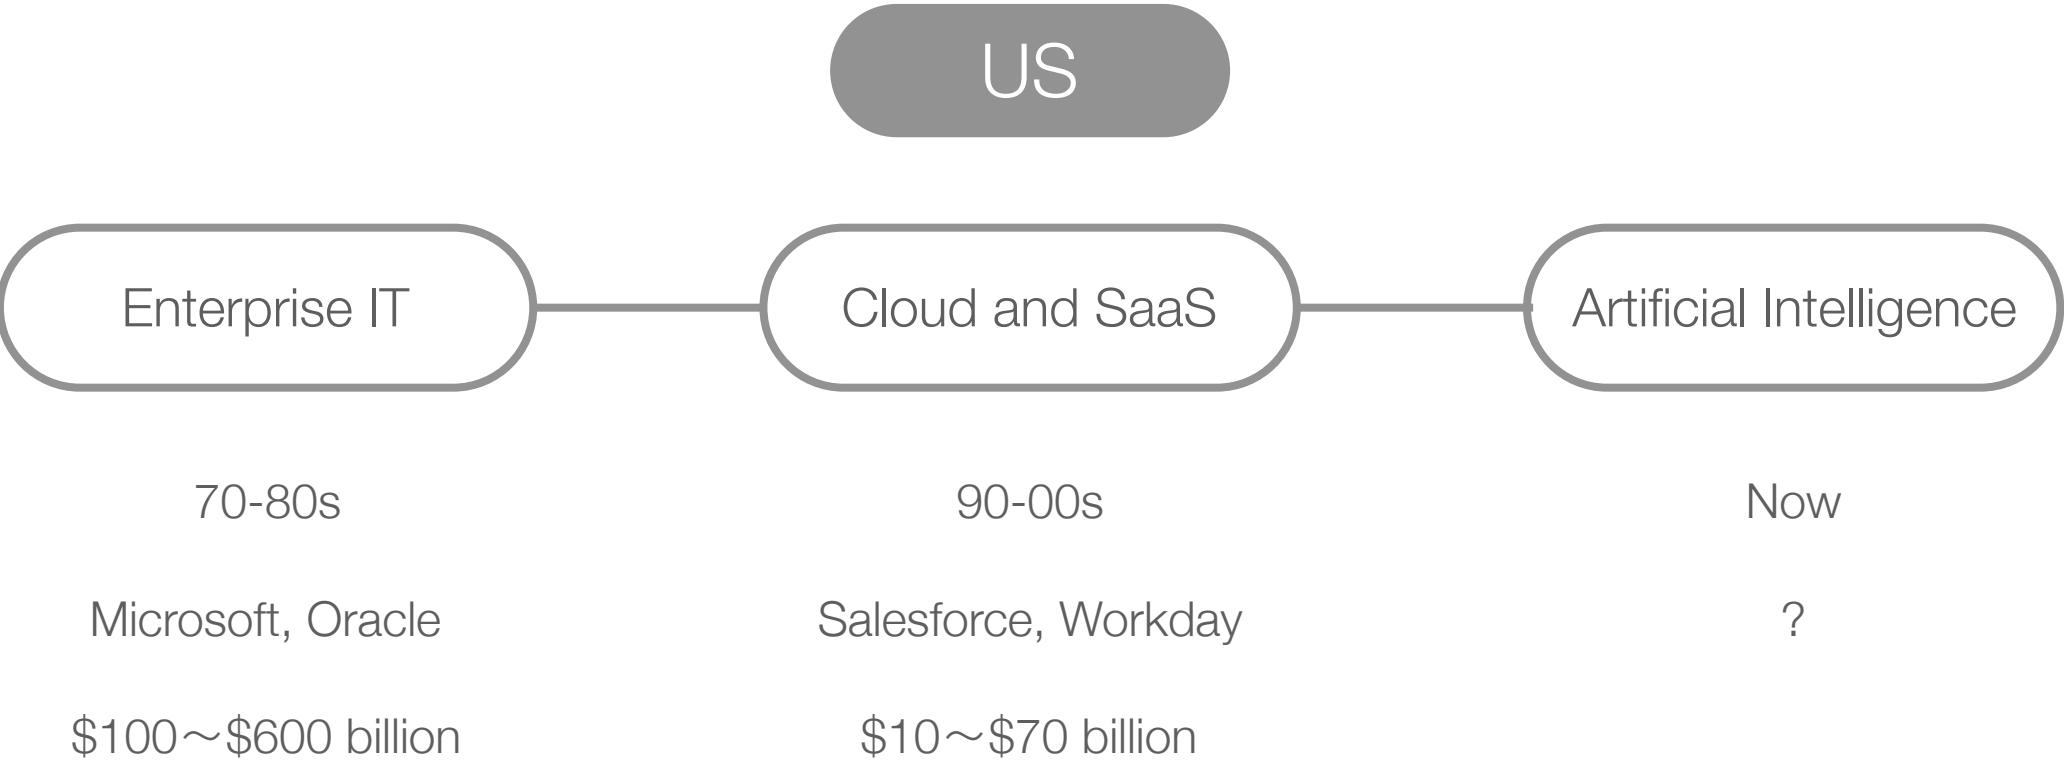 US
Enterprise IT
Cloud and SaaS
Artificial Intelligence
70-80s
90-00s
Now
Microsoft, Oracle
Salesforce, Workday
?
$100～$600 billion
$10～$70 billion